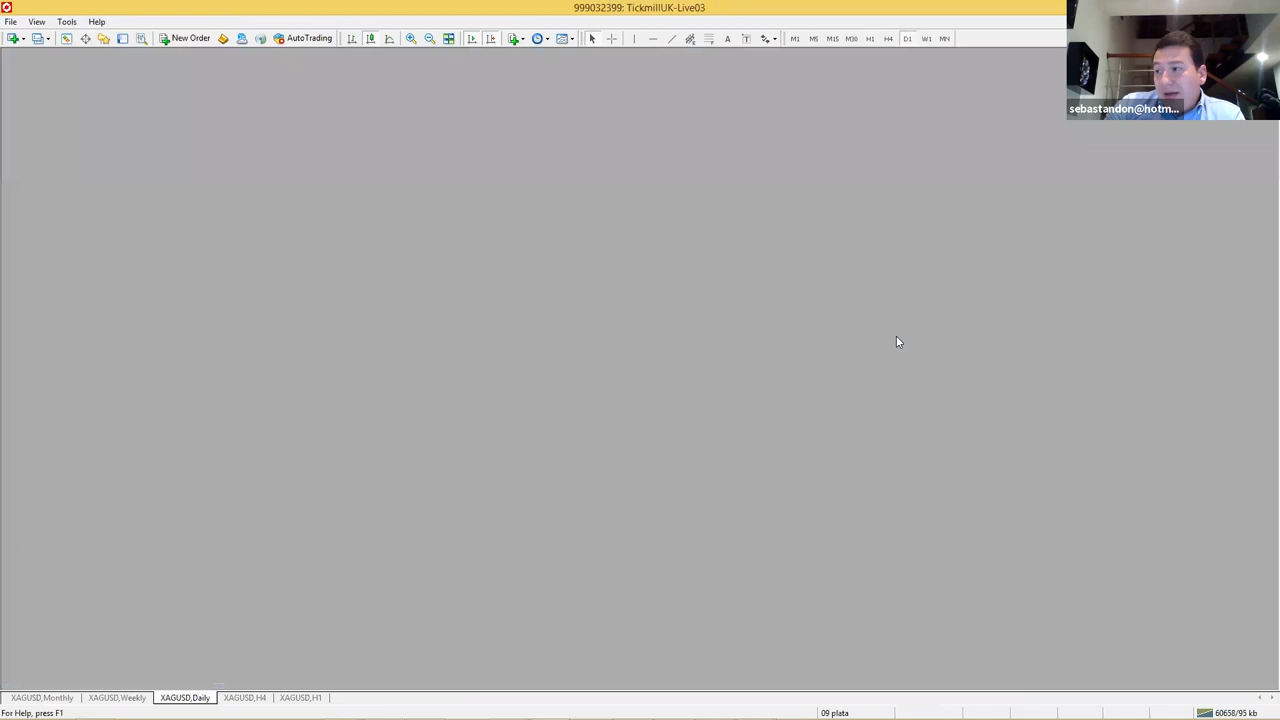 999032399: TickmillUK-Live03
File View Tools Help
New Order AutoTrading A T M1 M5 M15 M30 H1 H4 D1 W1 MN
sebastandon@hotm...
XAGUSD,Monthly XAGUSD,Weekly XAGUSD,Daily XAGUSD,H4 XAGUSD,H1
For Help, press F1 09 plata 60658/95 kb